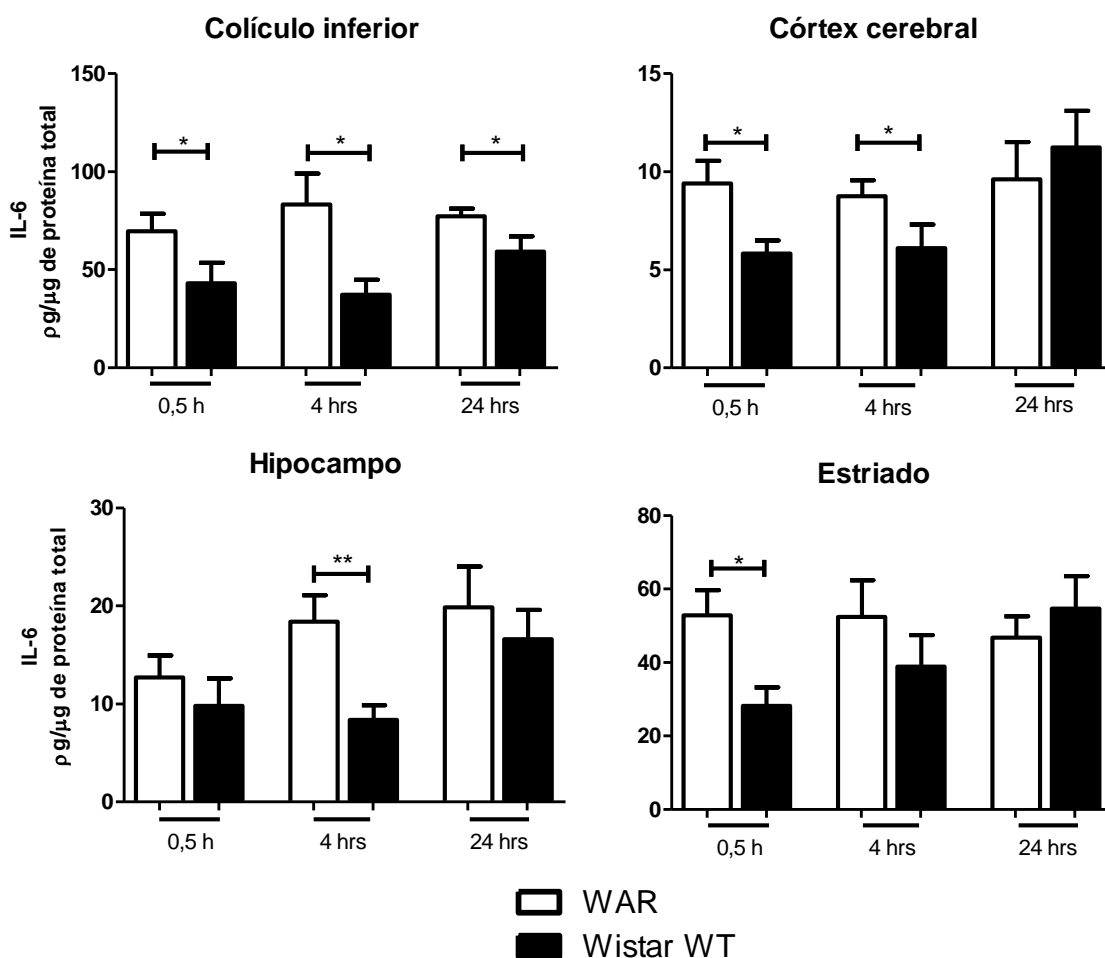 Colículo inferior
IL-6
ρg/μg de proteína total
150
100
50
0
*
*
*
0,5 h
4 hrs
24 hrs
Córtex cerebral
15
10
5
0
*
*
0,5 h
4 hrs
24 hrs
Hipocampo
IL-6
ρg/μg de proteína total
30
20
10
0
**
0,5 h
4 hrs
24 hrs
Estriado
80
60
40
20
0
*
0,5 h
4 hrs
24 hrs
WAR
Wistar WT